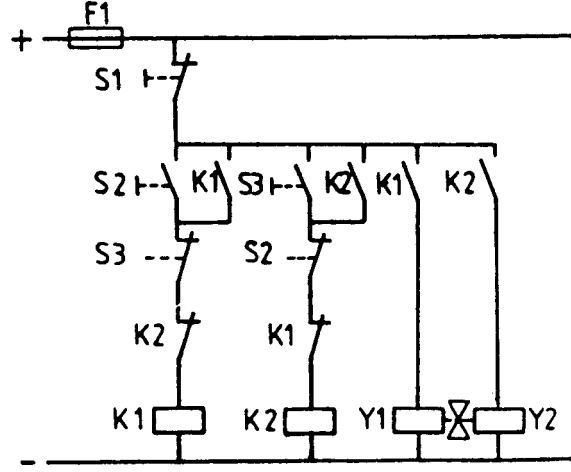 F1
+
S1
S2 K1 S3 K2 K1 K2
S3 S2
K2 K1
K1 K2 Y1 Y2
-